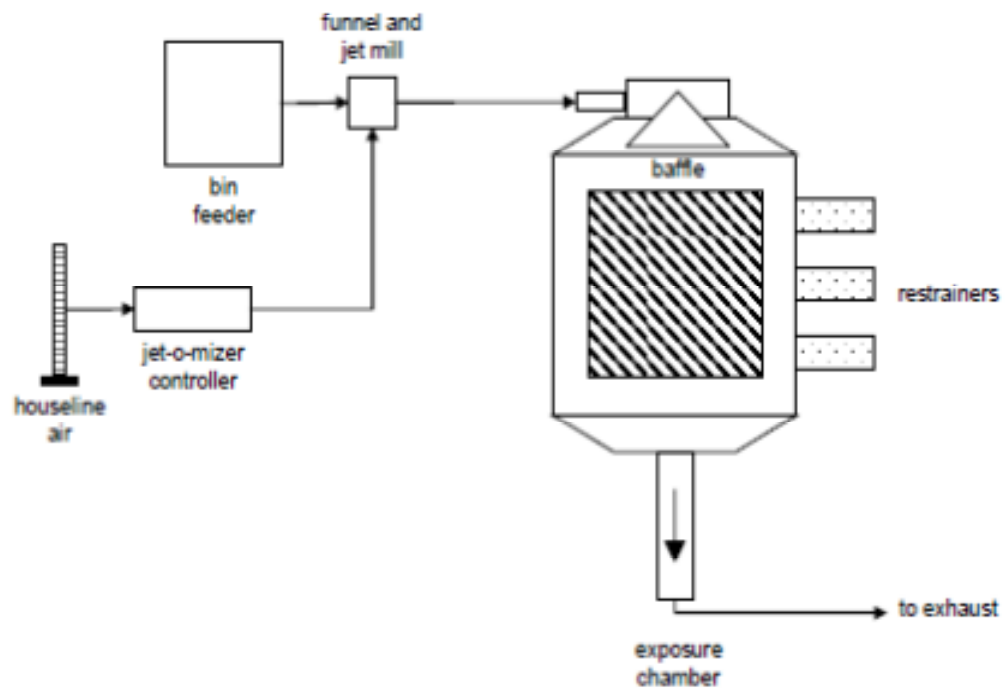 funnel and
jet mill
bin
feeder
baffle
restrainers
jet-o-mizer
controller
houseline
air
to exhaust
exposure
chamber